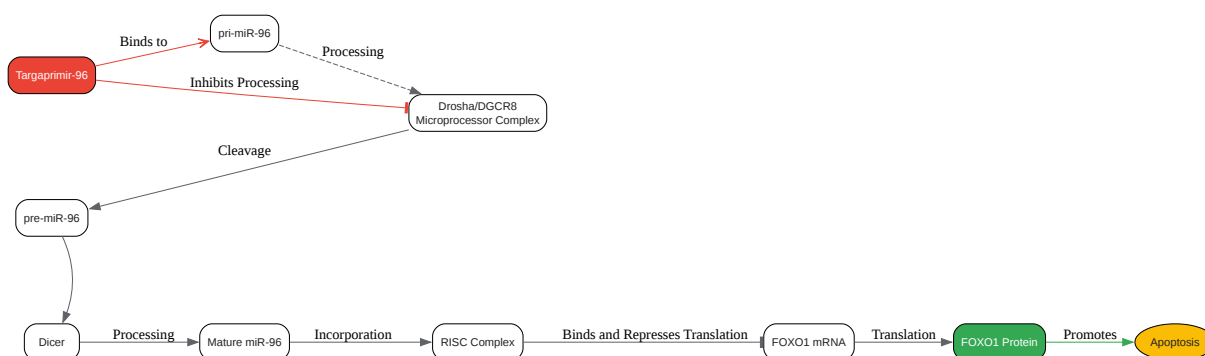 pri-miR-96
Binds to
Processing
Targaprimir-96
Inhibits Processing
Drosha/DGCR8
Microprocessor Complex
Cleavage
pre-miR-96
Dicer
Processing
Mature miR-96
Incorporation
RISC Complex
Binds and Represses Translation
FOXO1 mRNA
Translation
FOXO1 Protein
Promotes
Apoptosis